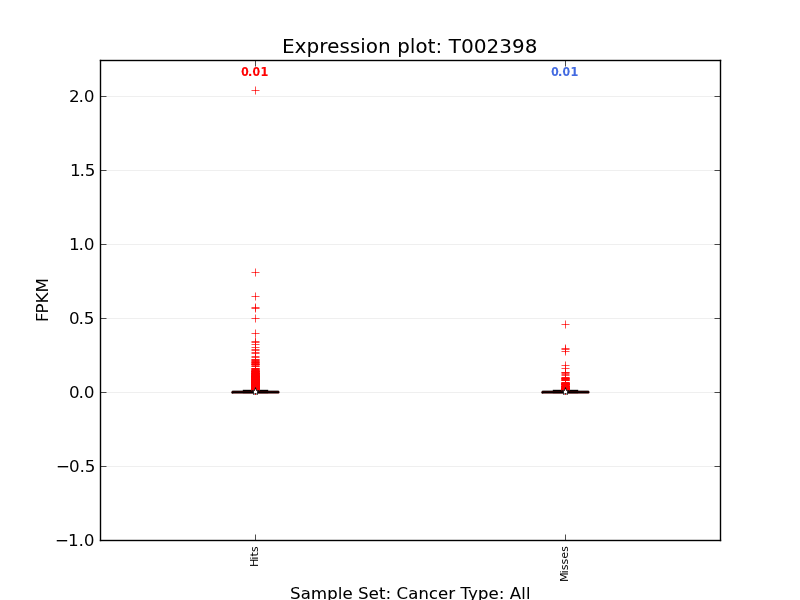 Expression plot: T002398
0.01
0.01
2.0
1.5
1.0
0.5
0.0
−0.5
−1.0
FPKM
Hits
Misses
Sample Set: Cancer Type: All